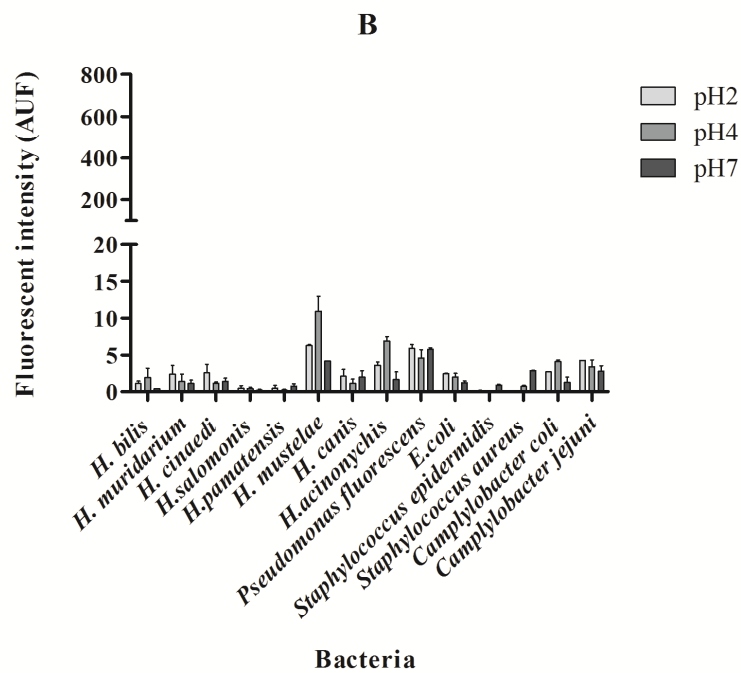 B
Fluorescent intensity (AUF)
800
600
400
200
20
15
10
5
0
pH2
pH4
pH7
H. bilis
H. muridarium
H. cinaedi
H.salomonis
H.pamatensis
H. mustelae
H. canis
H.acinonychis
Pseudomonas fluorescens
E.coli
Staphylococcus epidermidis
Staphylococcus aureus
Camplylobacter coli
Camplylobacter jejuni
Bacteria